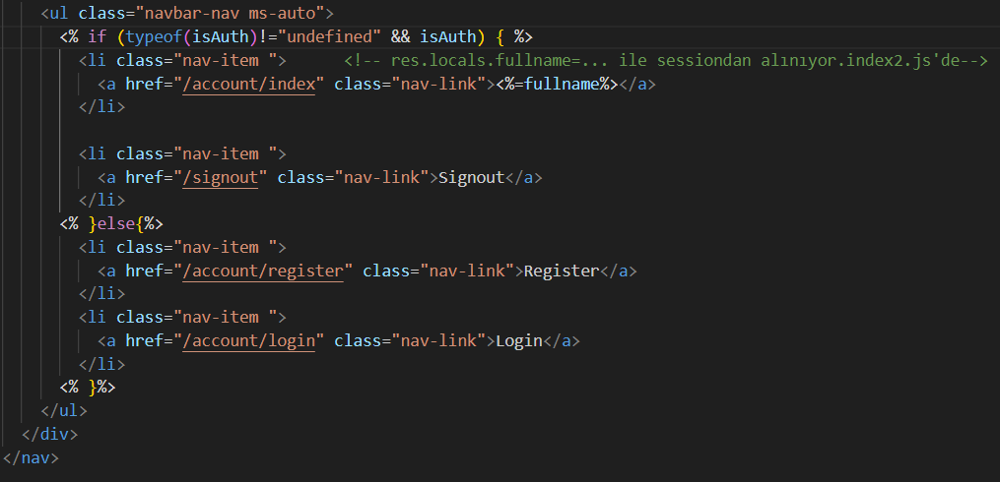 <ul class="navbar-nav ms-auto">
<% if (typeof(isAuth)!="undefined" && isAuth) { %>
<li class="nav-item ">      <!-- res.locals.fullname=... ile sessiondan alınıyor.index2.js'de-->
<a href="/account/index" class="nav-link"><%=fullname%></a>
</li>
<li class="nav-item ">
<a href="/signout" class="nav-link">Signout</a>
</li>
<% }else{%>
<li class="nav-item ">
<a href="/account/register" class="nav-link">Register</a>
</li>
<li class="nav-item ">
<a href="/account/login" class="nav-link">Login</a>
</li>
<% }%>
</ul>
</div>
</nav>